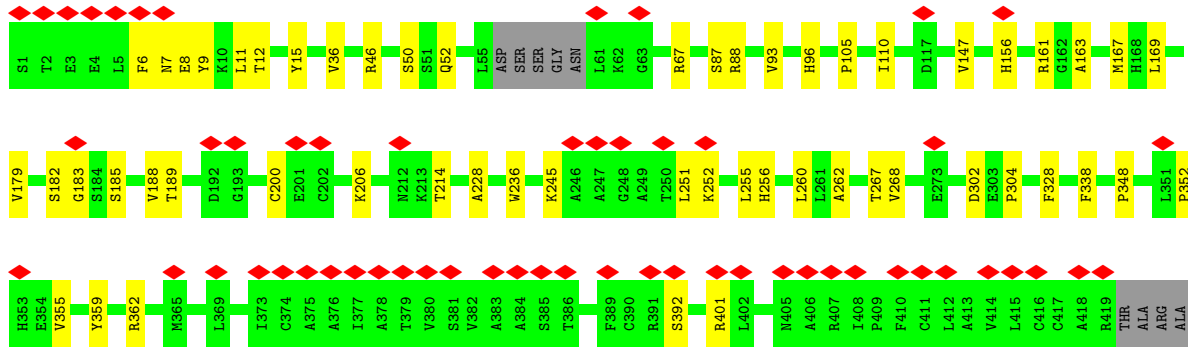 S1 T2 E3 E4 L5 F6 N7 E8 Y9 K10 L11 T12 Y15 V36 R46 S50 S51 Q52 L55 ASP SER SER GLY ASN L61 K62 G63 R67 S87 R88 V93 H96 P105 I110 D117 V147 H156 R161 G162 A163 M167 H168 L169
V179 S182 G183 S184 S185 V188 T189 D192 G193 C200 E201 C202 K206 N212 K213 T214 A228 W236 K245 A246 A247 G248 A249 T250 L251 K252 L255 H256 L260 L261 A262 T267 V268 E273 D302 E303 P304 F328 F338 P348 L351 P352
H353 E354 V355 Y359 R362 M365 L369 I373 C374 A375 A376 I377 A378 T379 V380 S381 V382 A383 A384 S385 T386 F389 C390 R391 S392 R401 L402 N405 A406 R407 I408 P409 F410 C411 L412 A413 V414 L415 C416 C417 A418 R419 THR ALA ARG ALA